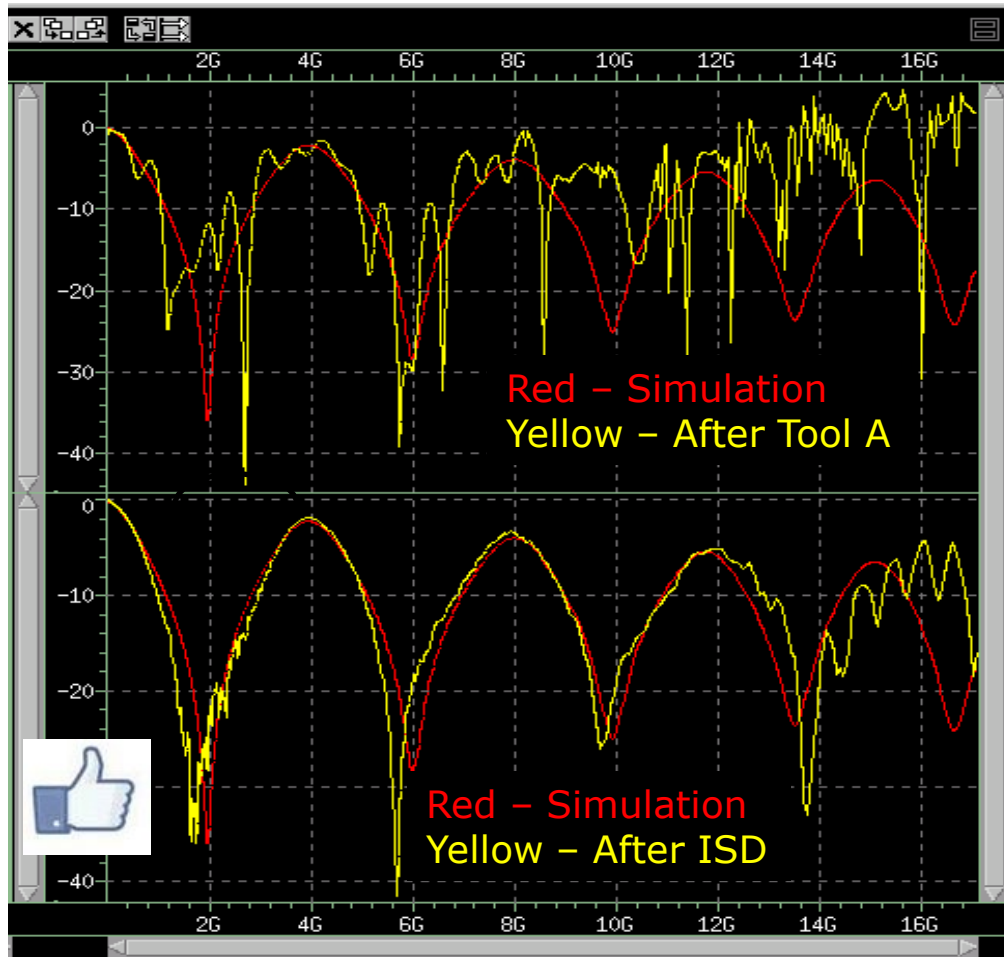 2G 4G 6G 8G 10G 12G 14G 16G
0
-10
-20
-30
-40
Red – Simulation
Yellow – After Tool A
0
-10
-20
-40
Red – Simulation
Yellow – After ISD
2G 4G 6G 8G 10G 12G 14G 16G